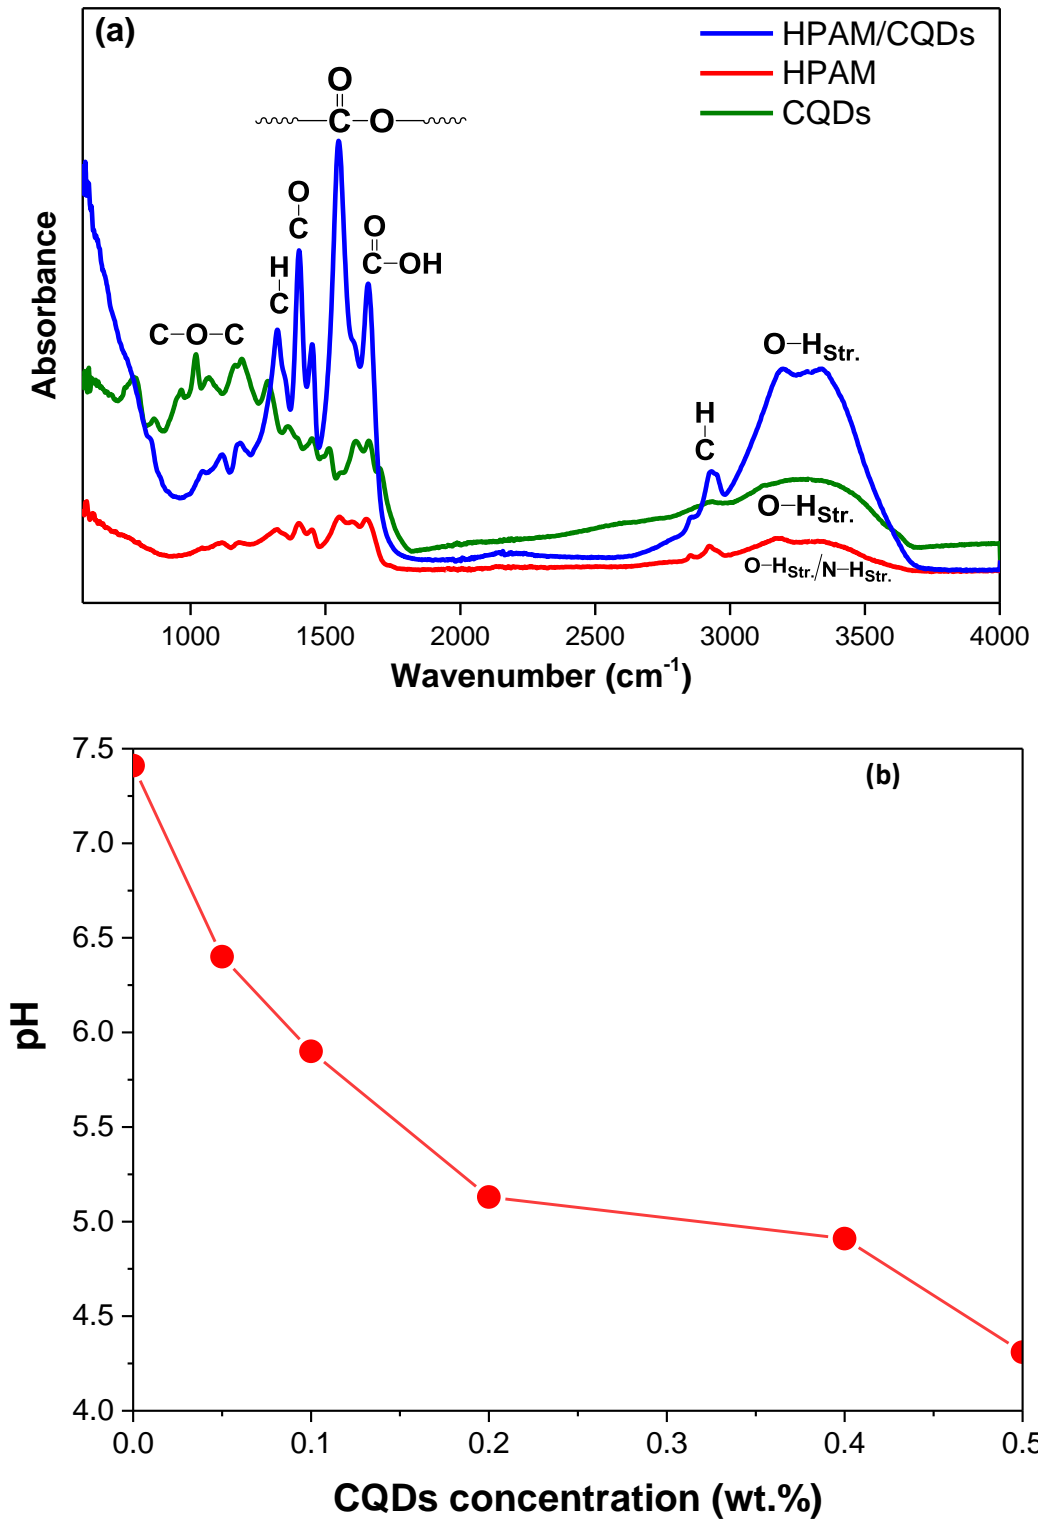 (a)
HPAM/CQDs
HPAM
CQDs
O
C-O
O
C
O
C-OH
H
C
C-O-C
O-HStr.
H
C
O-HStr.
O-HStr./N-HStr.
Absorbance
1000 1500 2000 2500 3000 3500 4000
Wavenumber (cm-1)
(b)
7.5
7.0
6.5
6.0
5.5
5.0
4.5
4.0
pH
0.0 0.1 0.2 0.3 0.4 0.5
CQDs concentration (wt.%)